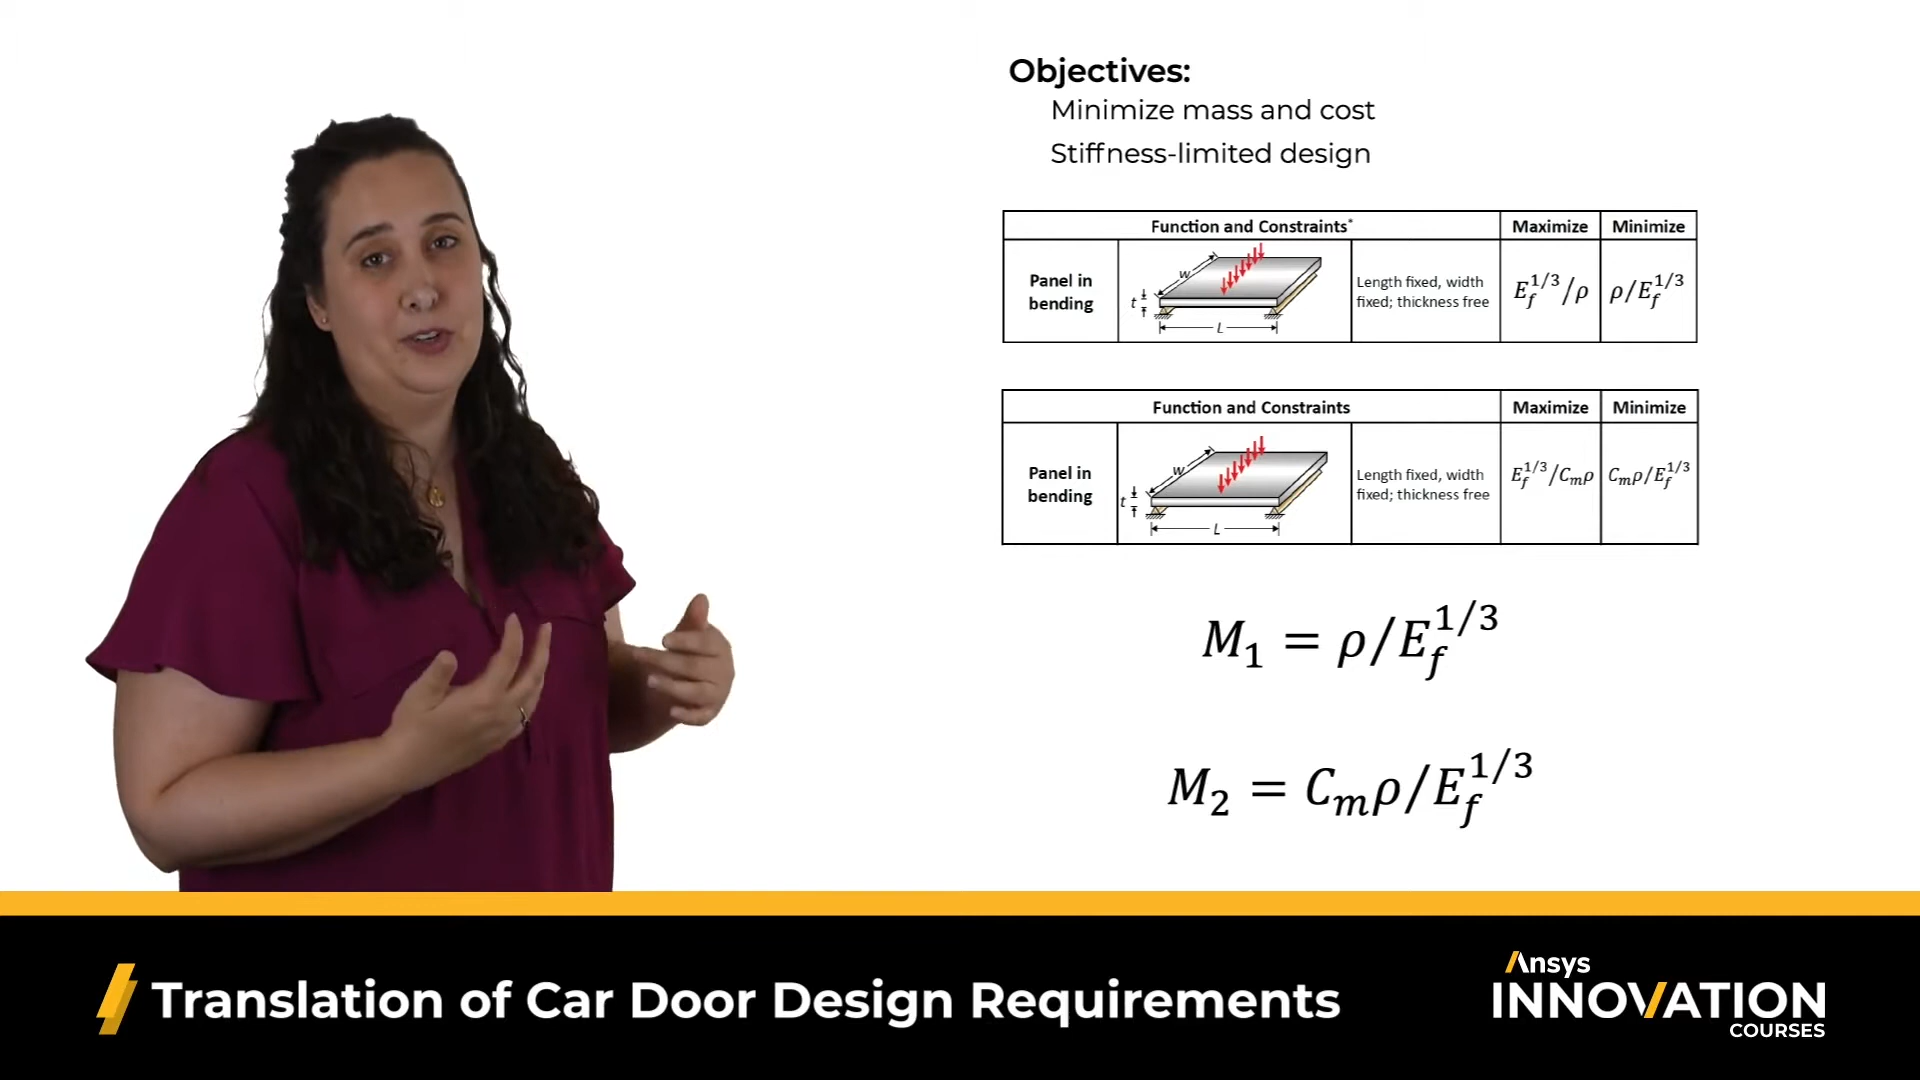 Objectives:
Minimize mass and cost
Stiffness-limited design
Function and Constraints* Maximize Minimize
Panel in bending
w
t
L
Length fixed, width fixed; thickness free
E_f^{1/3}/ρ
ρ/E_f^{1/3}
Function and Constraints Maximize Minimize
Panel in bending
w
t
L
Length fixed, width fixed; thickness free
E_f^{1/3}/C_mρ
C_mρ/E_f^{1/3}
M_1 = ρ/E_f^{1/3}
M_2 = C_mρ/E_f^{1/3}
Translation of Car Door Design Requirements
Ansys
INNOVATION
COURSES